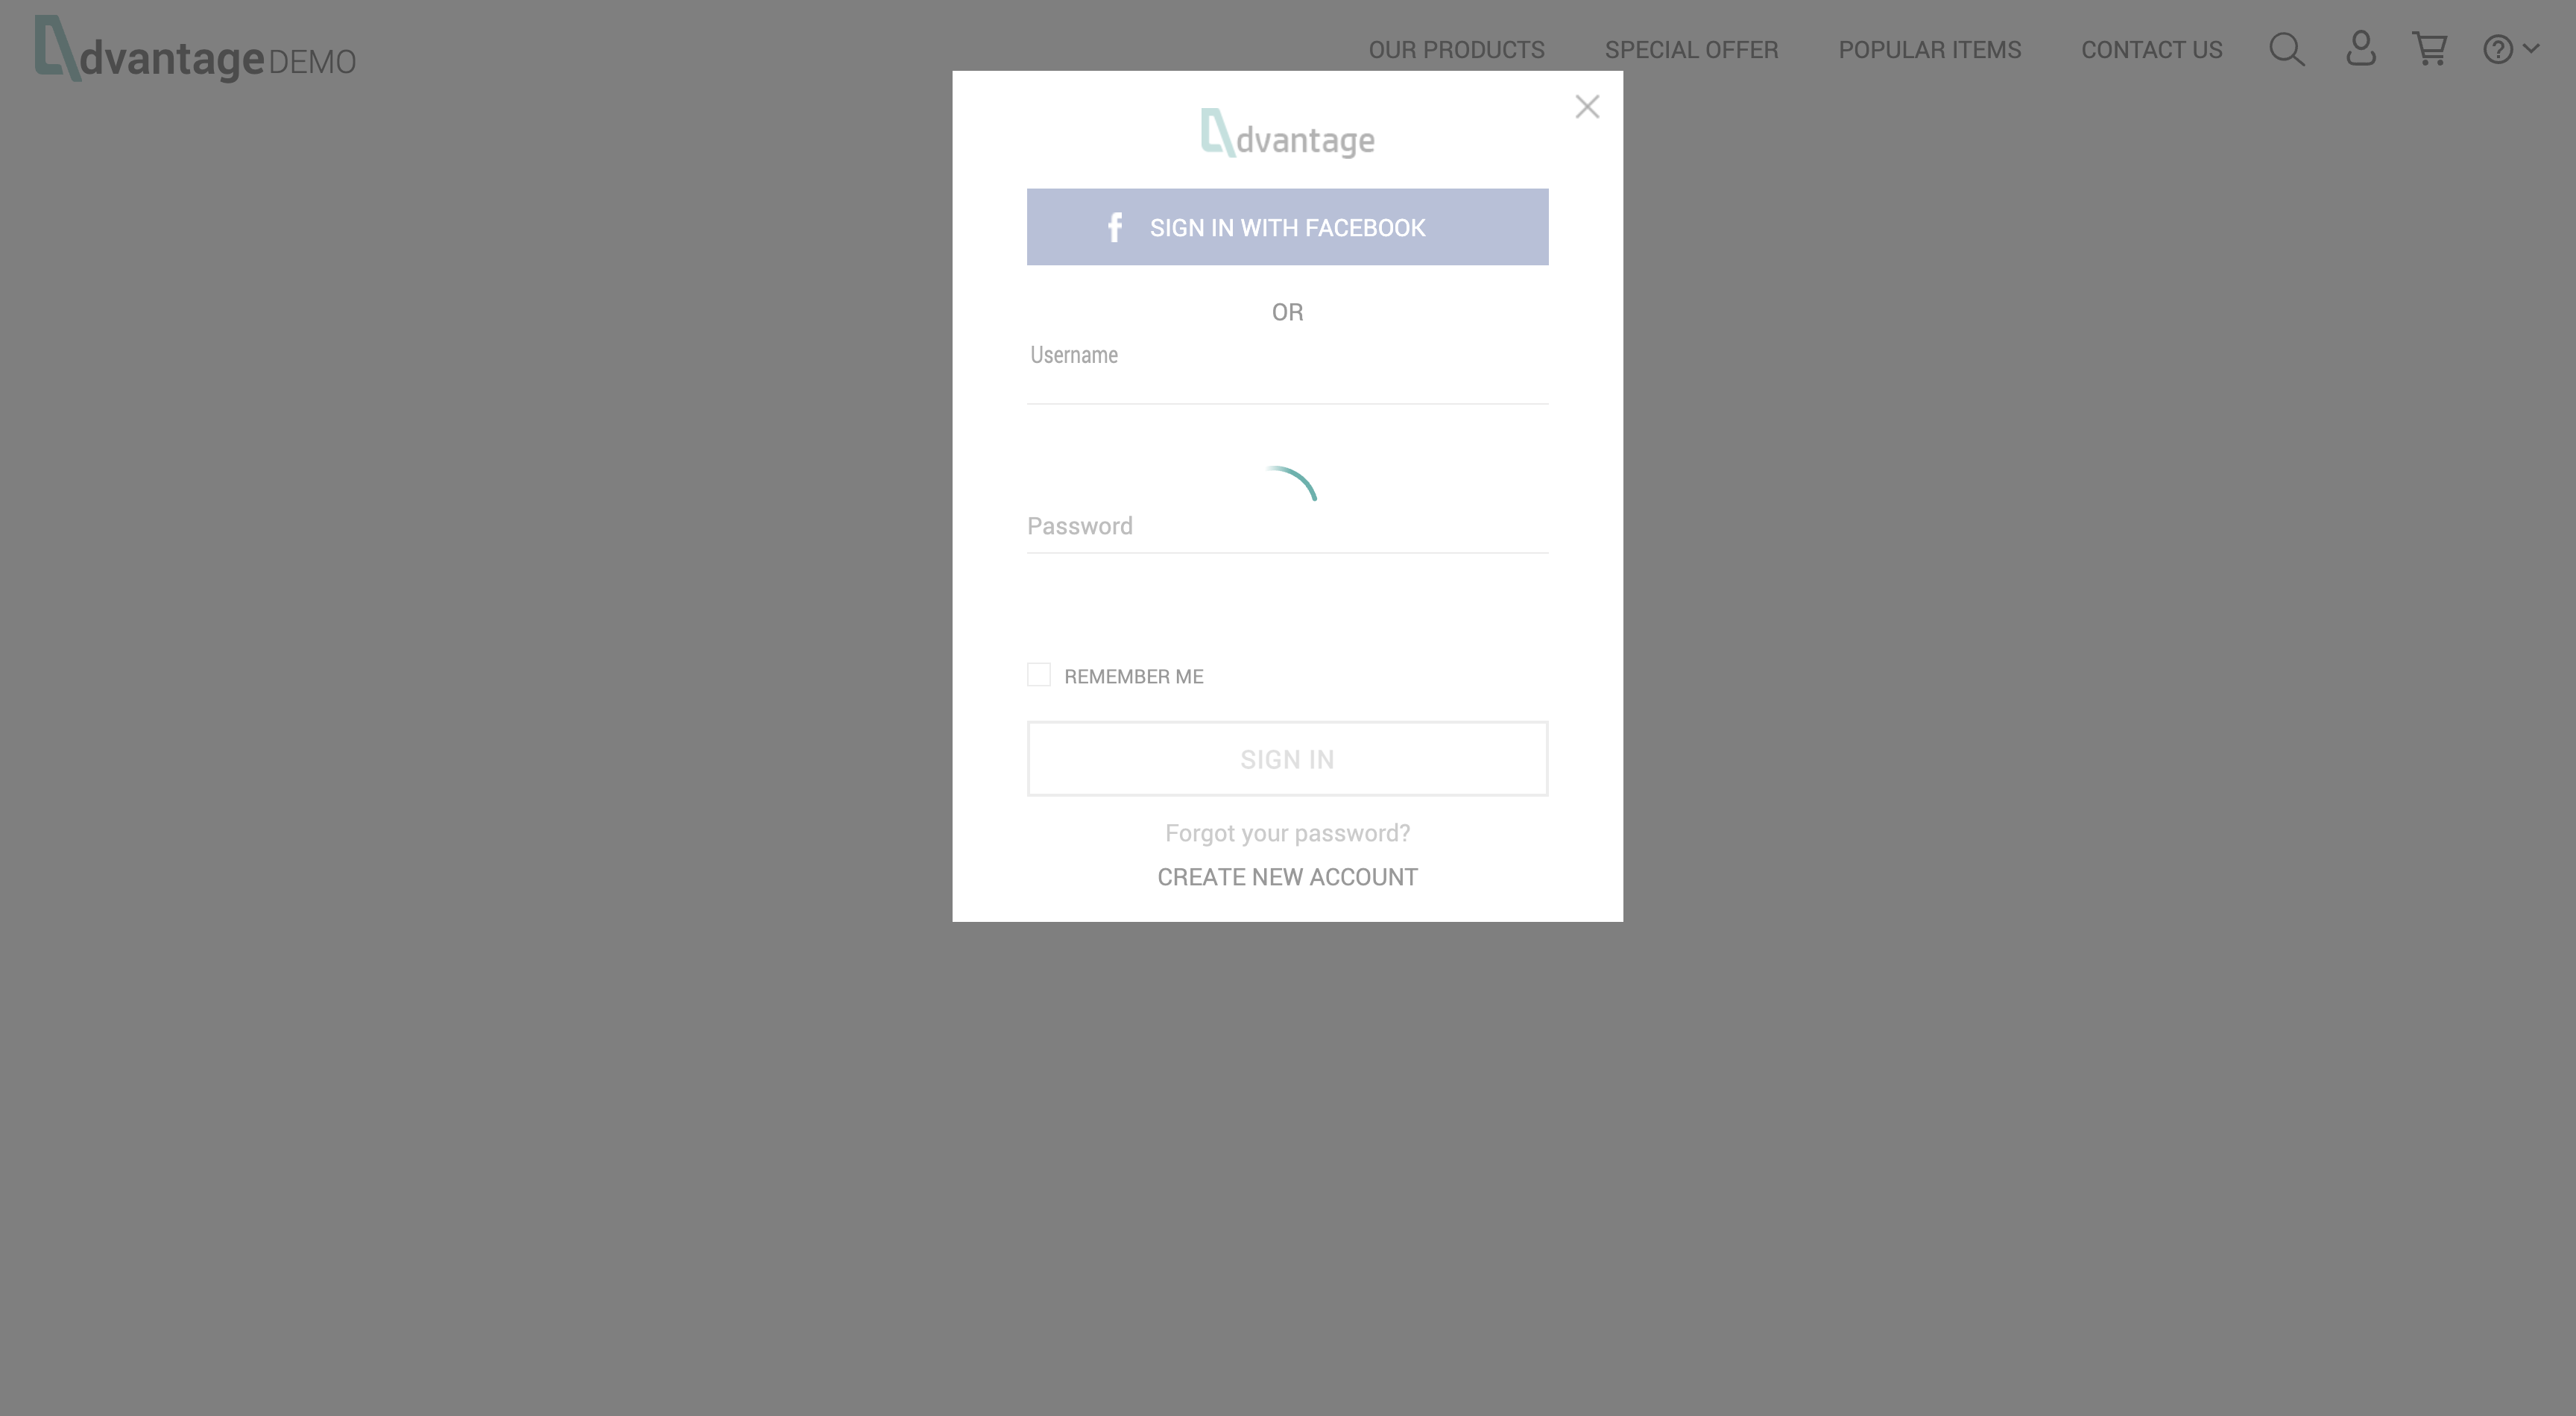 dvantage DEMO
OUR PRODUCTS SPECIAL OFFER POPULAR ITEMS CONTACT US
dvantage
f SIGN IN WITH FACEBOOK
OR
Username
Password
REMEMBER ME
SIGN IN
Forgot your password?
CREATE NEW ACCOUNT